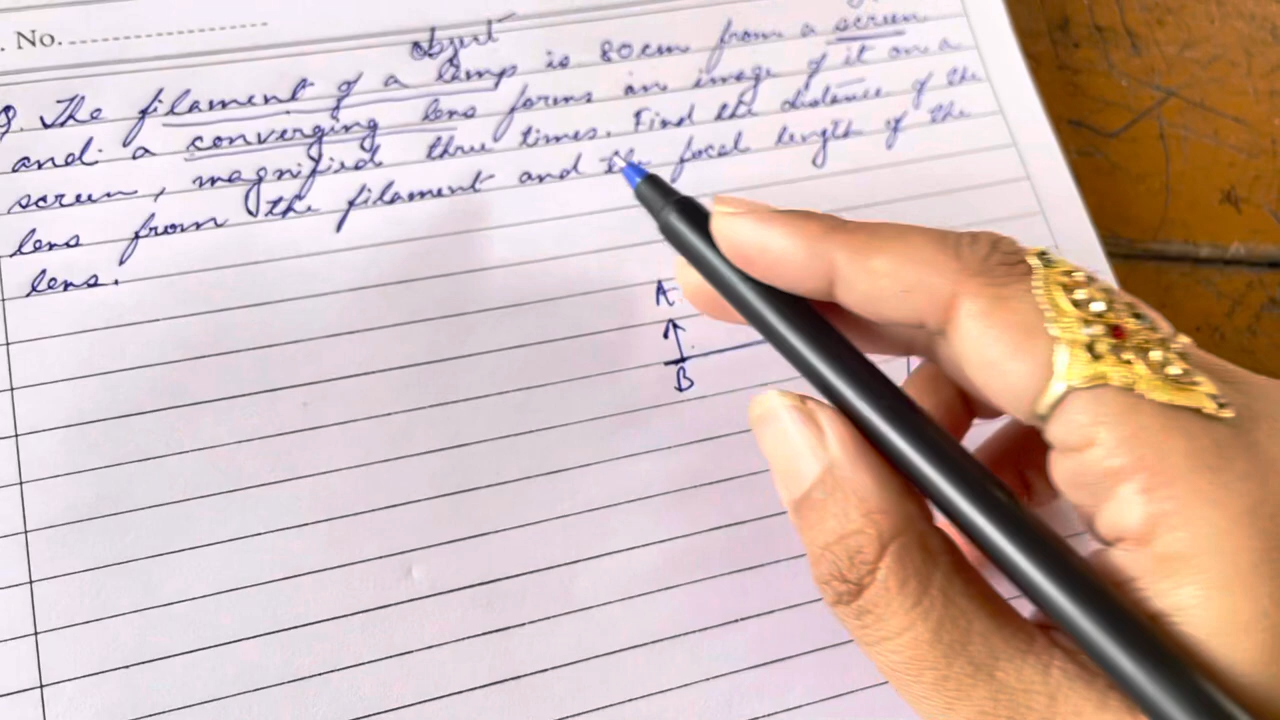 . No.
object
Q. The filament of a lamp is 80cm from a screen
and a converging lens forms an image of it on a
screen, magnified three times. Find the distance of the
lens from the filament and the focal length of the
lens.
A
B